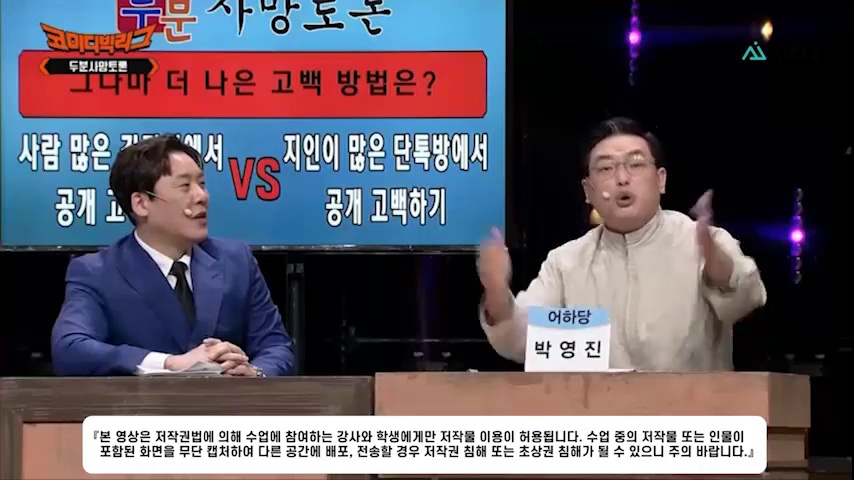 두분사망토론
코미디빅리그
두분사망토론
그나마 더 나은 고백 방법은?
사람 많은
공개
VS
지인이 많은 단톡방에서
공개 고백하기
어하당
박영진
『본 영상은 저작권법에 의해 수업에 참여하는 강사와 학생에게만 저작물 이용이 허용됩니다. 수업 중의 저작물 또는 인물이
포함된 화면을 무단 캡처하여 다른 공간에 배포, 전송할 경우 저작권 침해 또는 초상권 침해가 될 수 있으니 주의 바랍니다.』